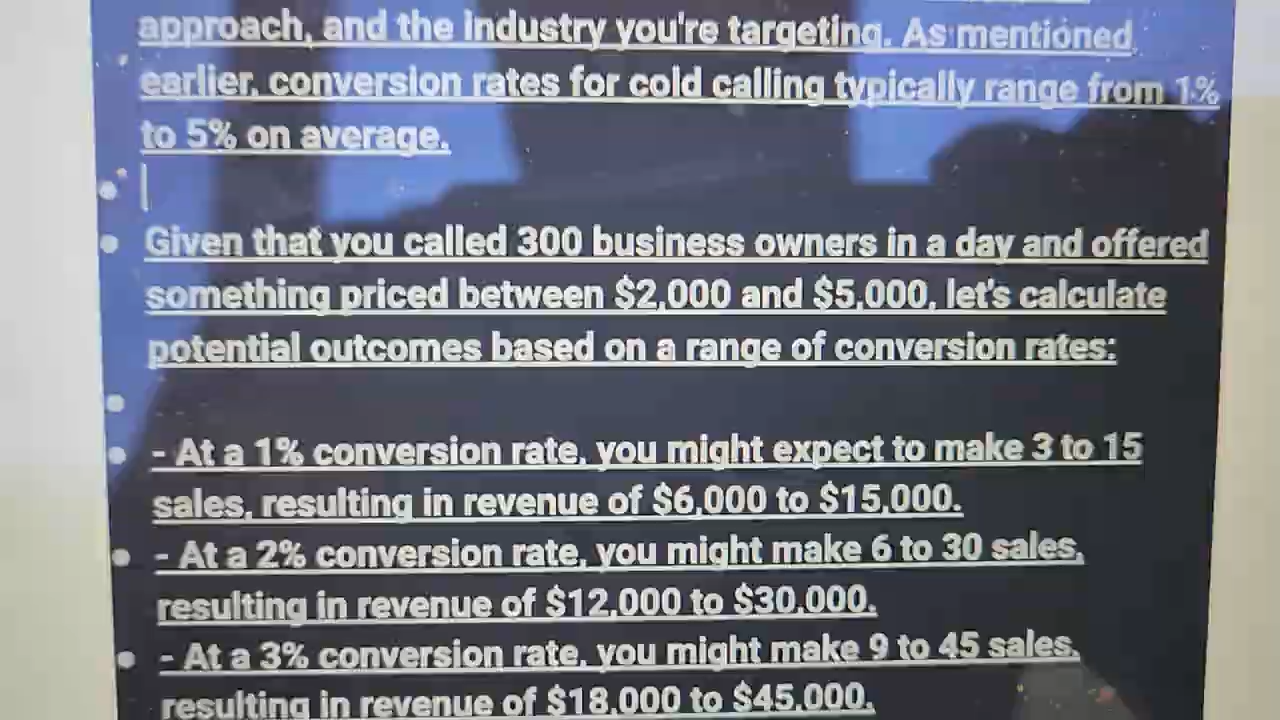 approach, and the industry you're targeting. As mentioned
earlier, conversion rates for cold calling typically range from 1%
to 5% on average.
Given that you called 300 business owners in a day and offered
something priced between $2,000 and $5,000, let's calculate
potential outcomes based on a range of conversion rates:
- At a 1% conversion rate, you might expect to make 3 to 15
sales, resulting in revenue of $6,000 to $15,000.
- At a 2% conversion rate, you might make 6 to 30 sales,
resulting in revenue of $12,000 to $30,000.
- At a 3% conversion rate, you might make 9 to 45 sales,
resulting in revenue of $18,000 to $45,000.